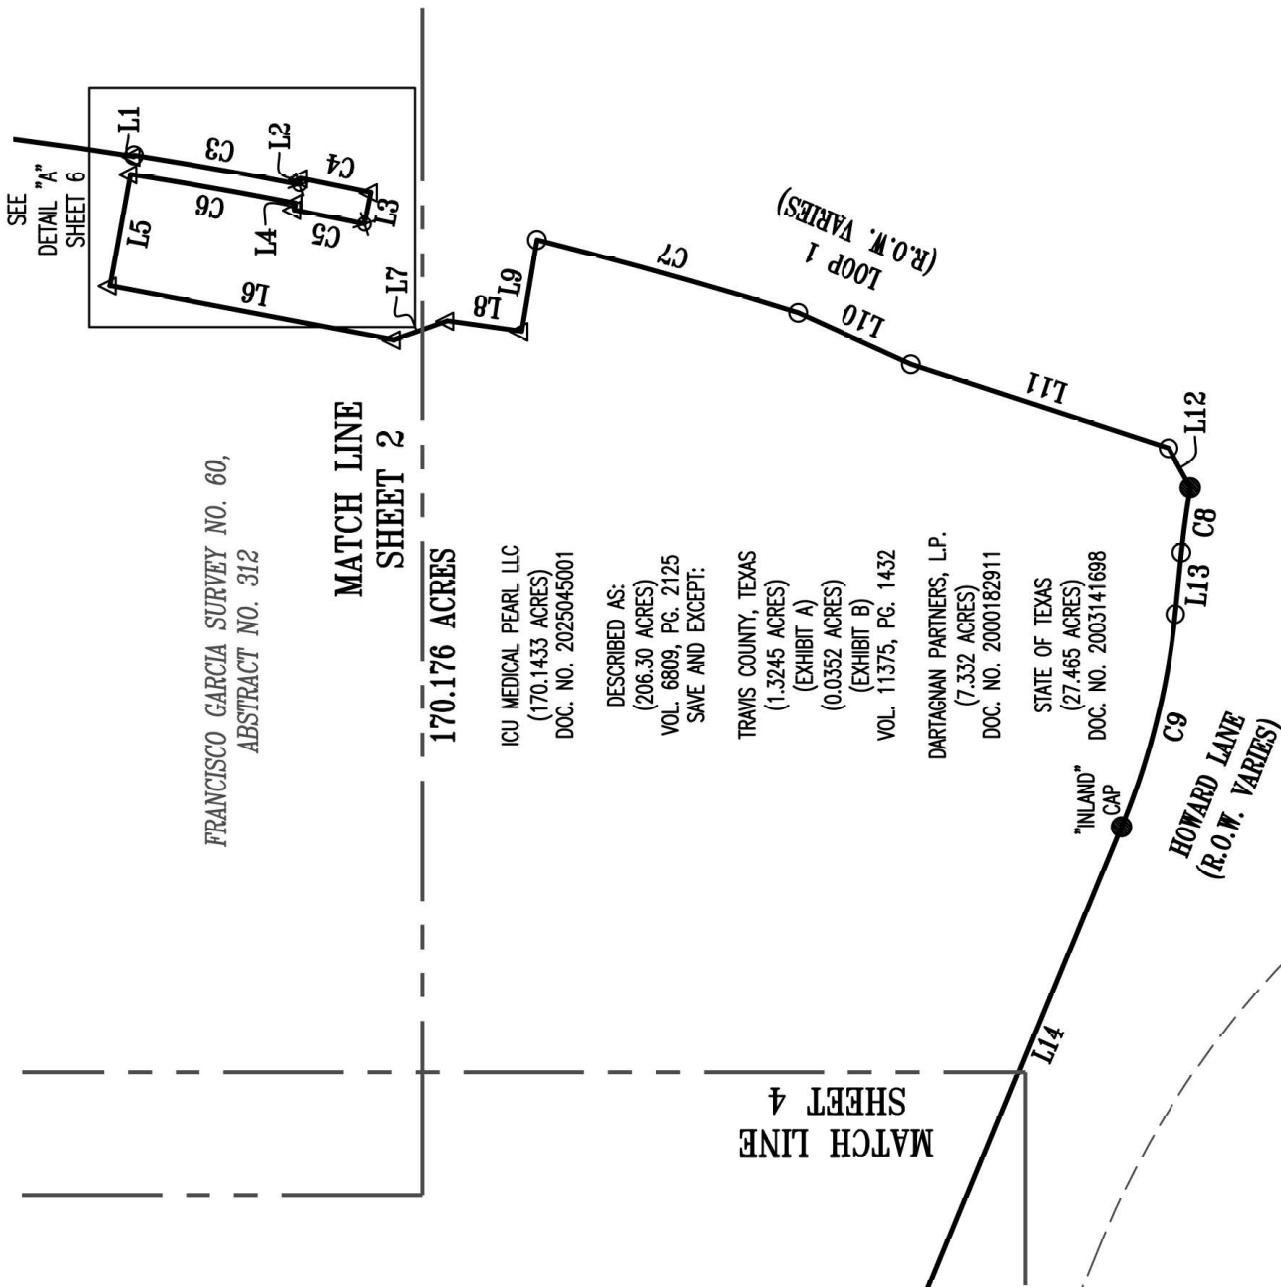 SEE
DETAIL "A"
SHEET 6
L1
C3
L2
C4
L3
C5
L4
C6
L5
L6
L7
L8
L9
C7
LOOP 1
(R.O.W. VARIES)
L10
L11
L12
C8
L13
C9
HOWARD LANE
(R.O.W. VARIES)
"INLAND"
CAP
L14
FRANCISCO GARCIA SURVEY NO. 60,
ABSTRACT NO. 312
MATCH LINE
SHEET 2
170.176 ACRES
ICU MEDICAL PEARL LLC
(170.1433 ACRES)
DOC. NO. 2025045001
DESCRIBED AS:
(206.30 ACRES)
VOL. 6809, PG. 2125
SAVE AND EXCEPT:
TRAVIS COUNTY, TEXAS
(1.3245 ACRES)
(EXHIBIT A)
(0.0352 ACRES)
(EXHIBIT B)
VOL. 11375, PG. 1432
DARTAGNAN PARTNERS, L.P.
(7.332 ACRES)
DOC. NO. 2000182911
STATE OF TEXAS
(27.465 ACRES)
DOC. NO. 2003141698
MATCH LINE
SHEET 4